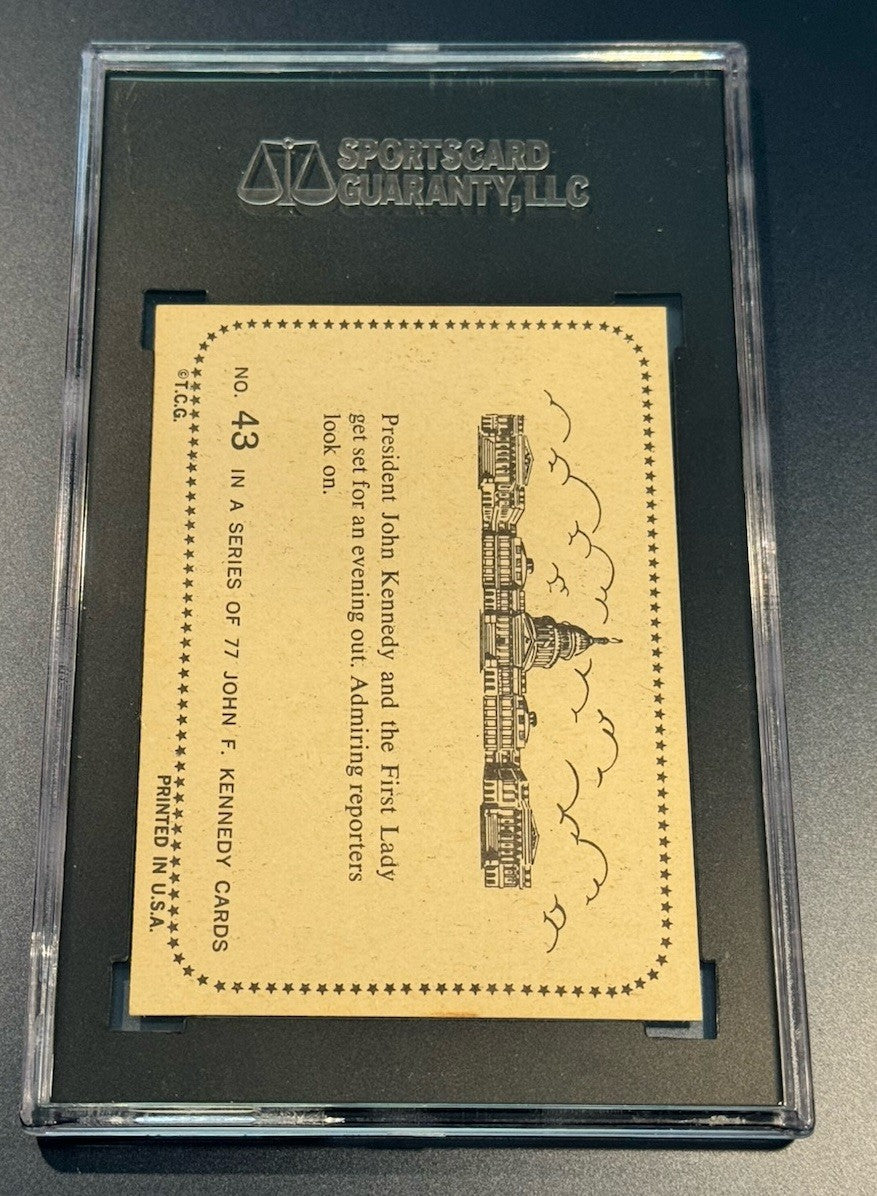 SPORTSCARD
GUARANTY, LLC
President John Kennedy and the First Lady
get set for an evening out. Admiring reporters
look on.
NO. 43 IN A SERIES OF 77 JOHN F. KENNEDY CARDS
©T.C.G.
PRINTED IN U.S.A.